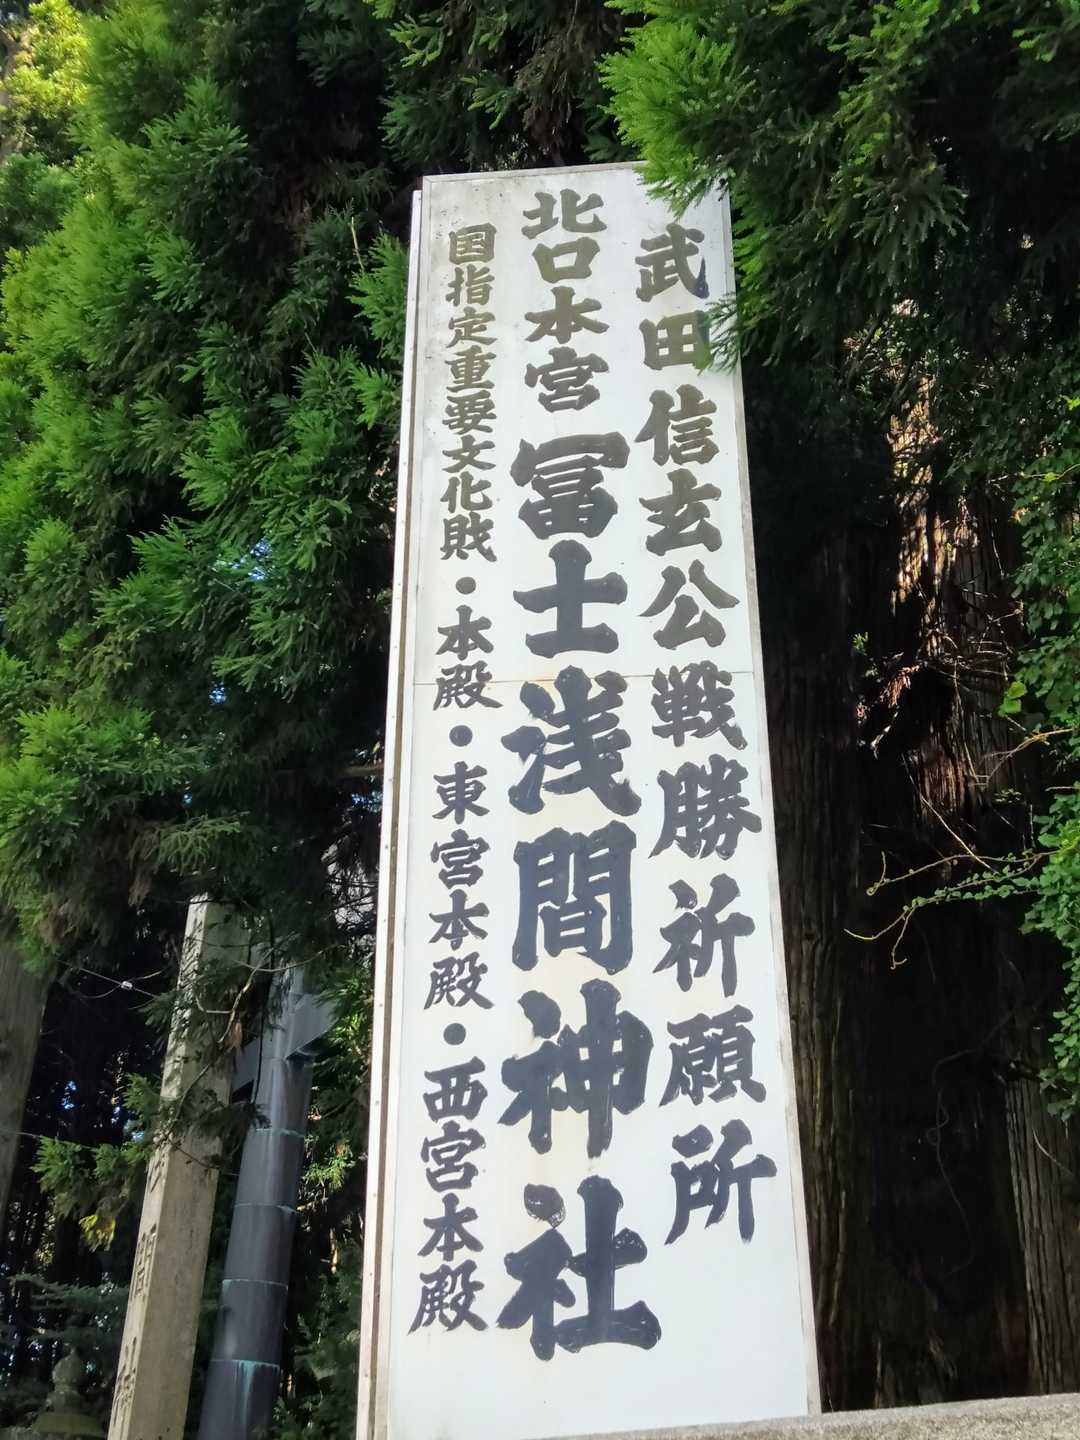 武田信玄公戦勝祈願所
北口本宮冨士浅間神社
国指定重要文化財・本殿・東宮本殿・西宮本殿